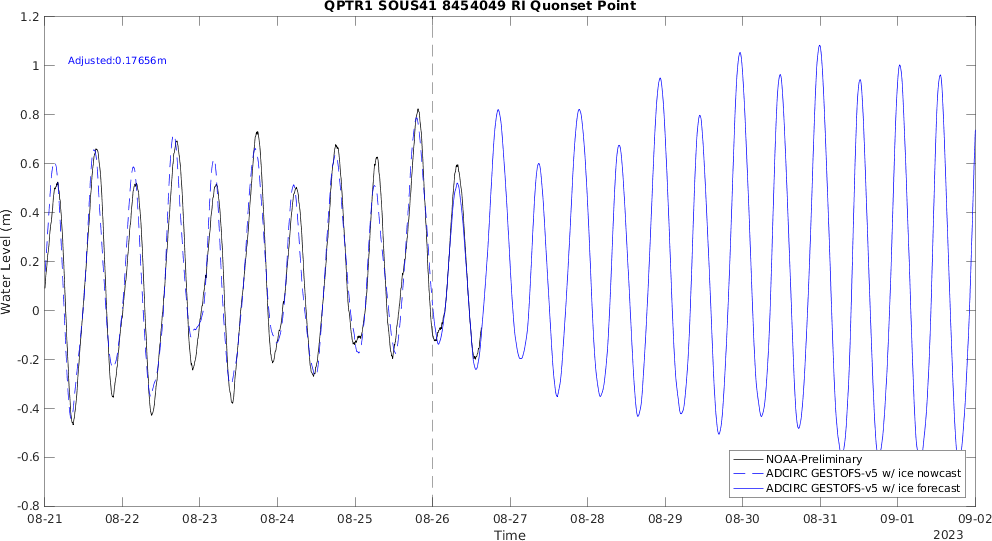 QPTR1 SOUS41 8454049 RI Quonset Point
Adjusted:0.17656m
Water Level (m)
1.2
1
0.8
0.6
0.4
0.2
0
-0.2
-0.4
-0.6
-0.8
NOAA-Preliminary
ADCIRC GESTOFS-v5 w/ ice nowcast
ADCIRC GESTOFS-v5 w/ ice forecast
08-21 08-22 08-23 08-24 08-25 08-26 08-27 08-28 08-29 08-30 08-31 09-01 09-02
Time
2023